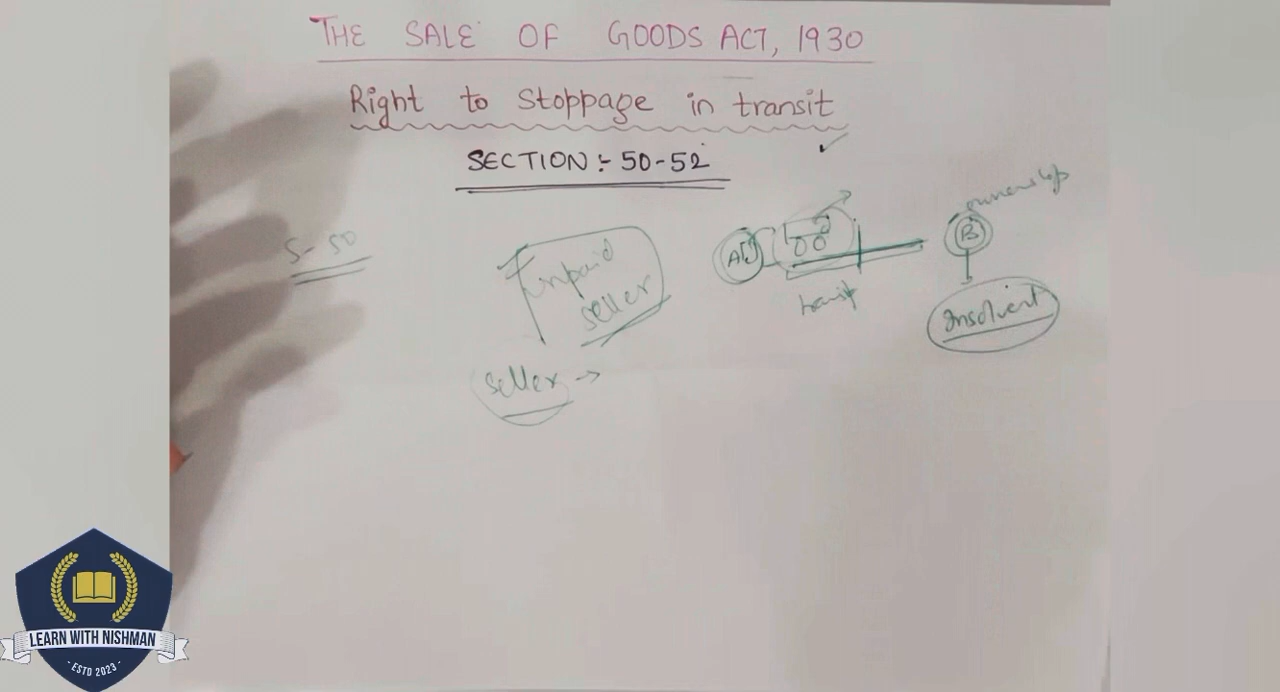 THE SALE OF GOODS ACT, 1930
Right to Stoppage in transit
SECTION :- 50-52
ownership
S-50
unpaid
seller
A
B
transit
Insolvent
seller →
LEARN WITH NISHMAN
- ESTD 2023 -